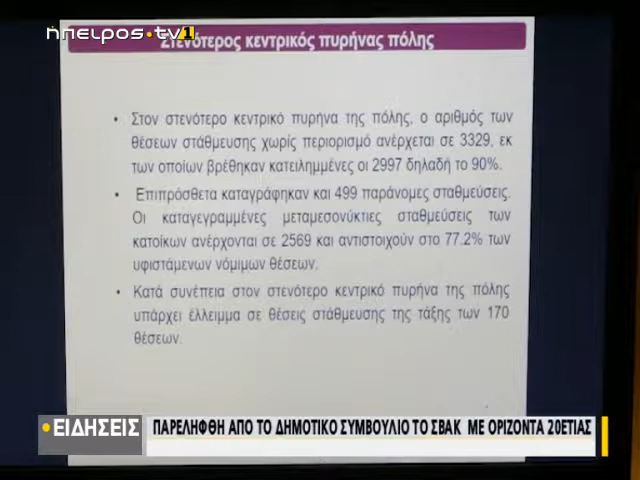 ηπειρος.tv1
Στενότερος κεντρικός πυρήνας πόλης
• Στον στενότερο κεντρικό πυρήνα της πόλης, ο αριθμός των
θέσεων στάθμευσης χωρίς περιορισμό ανέρχεται σε 3329, εκ
των οποίων βρέθηκαν κατειλημμένες οι 2997 δηλαδή το 90%.
• Επιπρόσθετα καταγράφηκαν και 499 παράνομες σταθμεύσεις.
Οι καταγεγραμμένες μεταμεσονύκτιες σταθμεύσεις των
κατοίκων ανέρχονται σε 2569 και αντιστοιχούν στο 77.2% των
υφιστάμενων νόμιμων θέσεων.
• Κατά συνέπεια στον στενότερο κεντρικό πυρήνα της πόλης
υπάρχει έλλειμμα σε θέσεις στάθμευσης της τάξης των 170
θέσεων.
• ΕΙΔΗΣΕΙΣ
ΠΑΡΕΛΗΦΘΗ ΑΠΟ ΤΟ ΔΗΜΟΤΙΚΟ ΣΥΜΒΟΥΛΙΟ ΤΟ ΣΒΑΚ ΜΕ ΟΡΙΖΟΝΤΑ 20ΕΤΙΑΣ